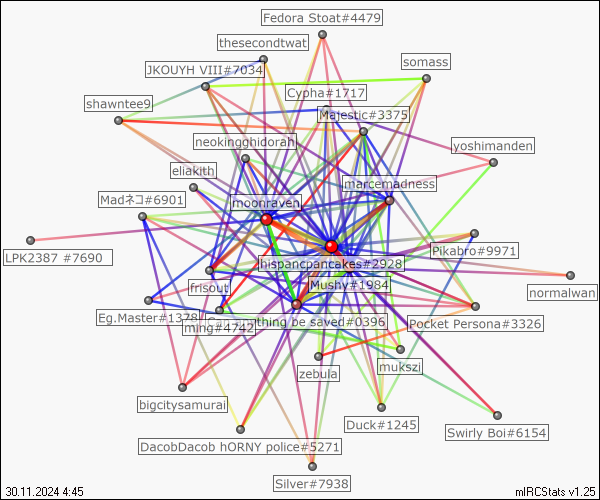 Fedora Stoat#4479
thesecondtwat
somass
JKOUYH VIII#7034
Cypha#1717
shawntee9
Majestic#3375
neokingghidorah
yoshimanden
eliakith
marcemadness
Madネコ#6901
moonraven
Pikabro#9971
LPK2387 #7690
hispancpancakes#2928
frisout
Mushy#1984
normalwan
Eg.Master#1378
thing be saved#0396
Pocket Persona#3326
ming#4742
mukszi
zebula
bigcitysamurai
Duck#1245
Swirly Boi#6154
DacobDacob hORNY police#5271
Silver#7938
30.11.2024 4:45
mIRCStats v1.25